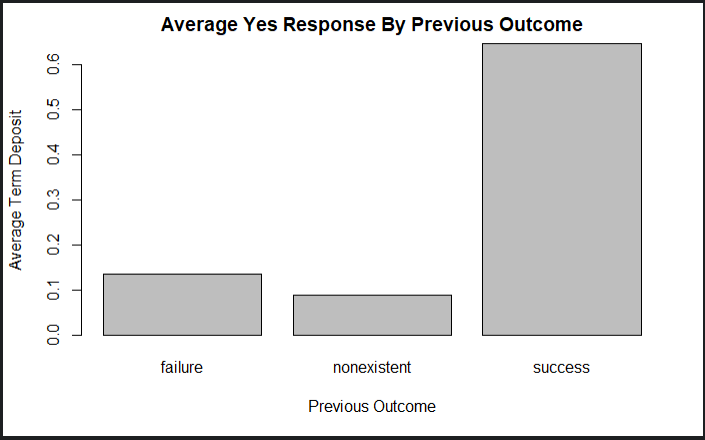 Average Yes Response By Previous Outcome
Average Term Deposit
0.6
0.5
0.4
0.3
0.2
0.1
0.0
failure nonexistent success
Previous Outcome